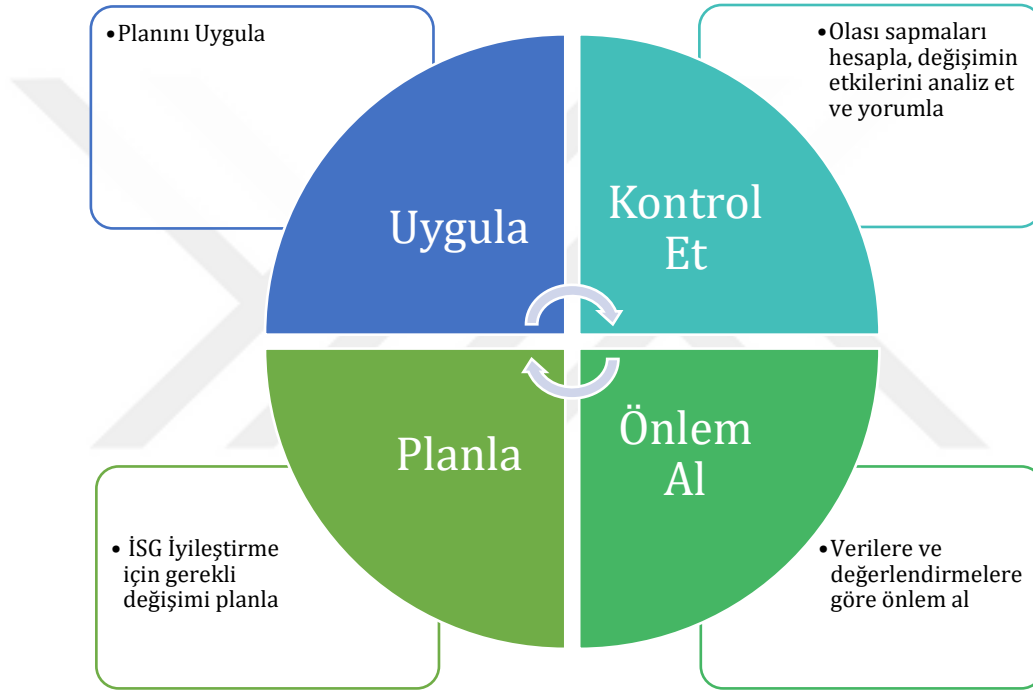 •Planını Uygula
•Olası sapmaları
hesapla, değişimin
etkilerini analiz et
ve yorumla
Uygula
Kontrol
Et
Planla
Önlem
Al
• İSG İyileştirme
için gerekli
değişimi planla
•Verilere ve
değerlendirmelere
göre önlem al